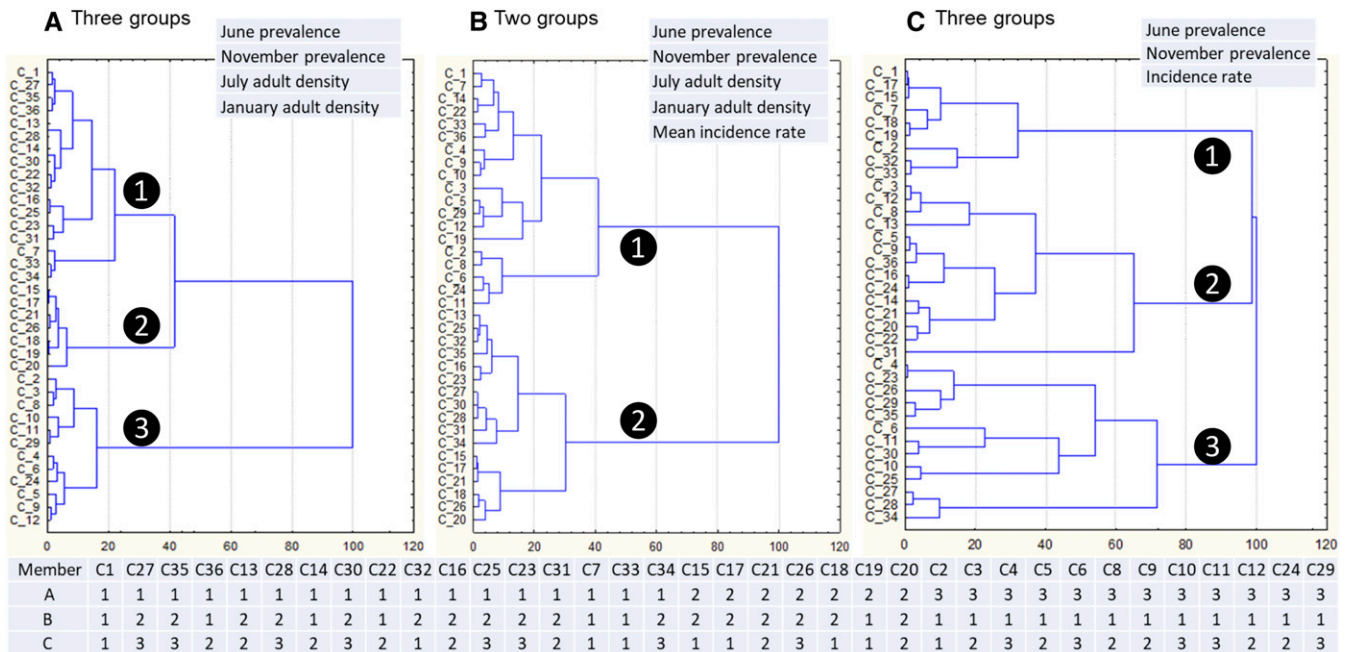 A Three groups
June prevalence
November prevalence
July adult density
January adult density
C_1
C_27
C_35
C_36
C_13
C_28
C_14
C_30
C_22
C_32
C_16
C_25
C_23
C_31
C_7
C_33
C_34
C_15
C_17
C_21
C_26
C_18
C_19
C_20
C_2
C_3
C_8
C_10
C_11
C_29
C_4
C_6
C_24
C_5
C_9
C_12
1
2
3
0 20 40 60 80 100 120
B Two groups
June prevalence
November prevalence
July adult density
January adult density
Mean incidence rate
C_1
C_7
C_14
C_22
C_33
C_36
C_4
C_9
C_10
C_3
C_5
C_29
C_12
C_19
C_2
C_8
C_6
C_24
C_11
C_13
C_25
C_32
C_35
C_16
C_23
C_27
C_30
C_28
C_31
C_34
C_15
C_17
C_21
C_18
C_26
C_20
1
2
0 20 40 60 80 100 120
C Three groups
June prevalence
November prevalence
Incidence rate
C_1
C_17
C_15
C_7
C_18
C_19
C_2
C_32
C_33
C_3
C_12
C_8
C_13
C_5
C_9
C_36
C_16
C_24
C_14
C_21
C_20
C_22
C_31
C_4
C_23
C_26
C_29
C_35
C_6
C_11
C_30
C_10
C_25
C_27
C_28
C_34
1
2
3
0 20 40 60 80 100 120
Member C1 C27 C35 C36 C13 C28 C14 C30 C22 C32 C16 C25 C23 C31 C7 C33 C34 C15 C17 C21 C26 C18 C19 C20 C2 C3 C4 C5 C6 C8 C9 C10 C11 C12 C24 C29
A 1 1 1 1 1 1 1 1 1 1 1 1 1 1 1 1 1 2 2 2 2 2 2 2 3 3 3 3 3 3 3 3 3 3 3 3
B 1 2 2 1 2 2 1 2 1 2 2 2 2 2 1 1 2 2 2 2 2 2 1 2 1 1 1 1 1 1 1 1 1 1 1 1
C 1 3 3 2 2 3 2 3 2 1 2 3 3 2 1 1 3 1 1 2 3 1 1 2 1 2 3 2 3 2 2 3 3 2 2 3